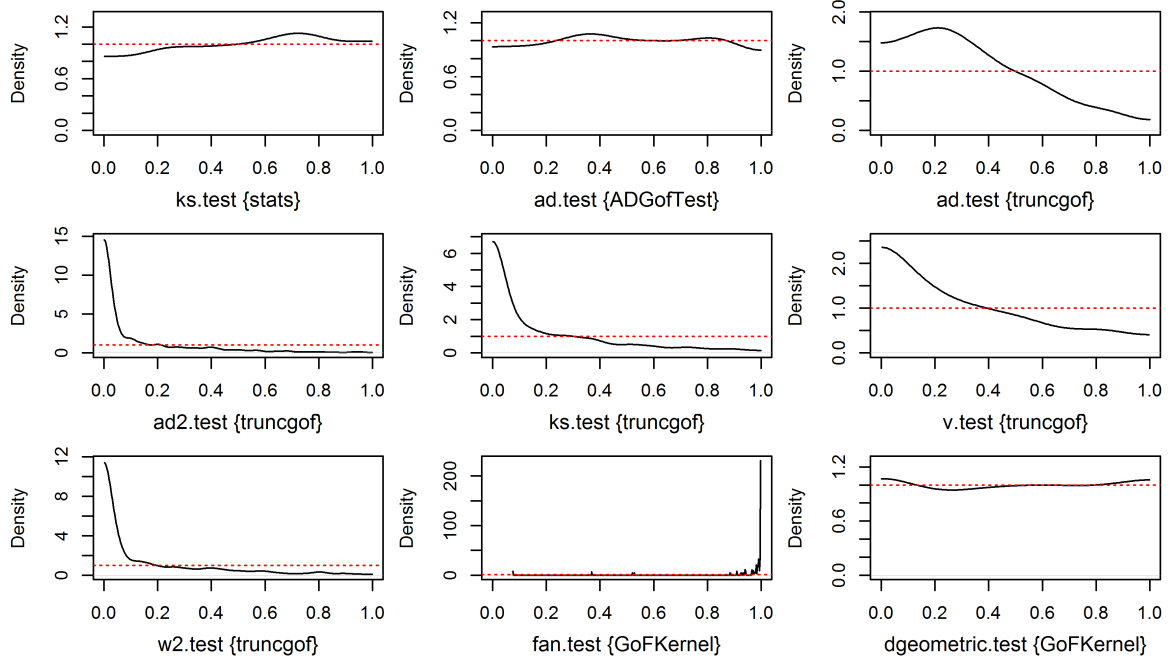 Density
0.0 0.6 1.2
0.0 0.2 0.4 0.6 0.8 1.0
ks.test {stats}
Density
0.0 0.6 1.2
0.0 0.2 0.4 0.6 0.8 1.0
ad.test {ADGofTest}
Density
0.0 1.0 2.0
0.0 0.2 0.4 0.6 0.8 1.0
ad.test {truncgof}
Density
0 5 10 15
0.0 0.2 0.4 0.6 0.8 1.0
ad2.test {truncgof}
Density
0 2 4 6
0.0 0.2 0.4 0.6 0.8 1.0
ks.test {truncgof}
Density
0.0 1.0 2.0
0.0 0.2 0.4 0.6 0.8 1.0
v.test {truncgof}
Density
0 4 8 12
0.0 0.2 0.4 0.6 0.8 1.0
w2.test {truncgof}
Density
0 100 200
0.0 0.2 0.4 0.6 0.8 1.0
fan.test {GoFKernel}
Density
0.0 0.6 1.2
0.0 0.2 0.4 0.6 0.8 1.0
dgeometric.test {GoFKernel}